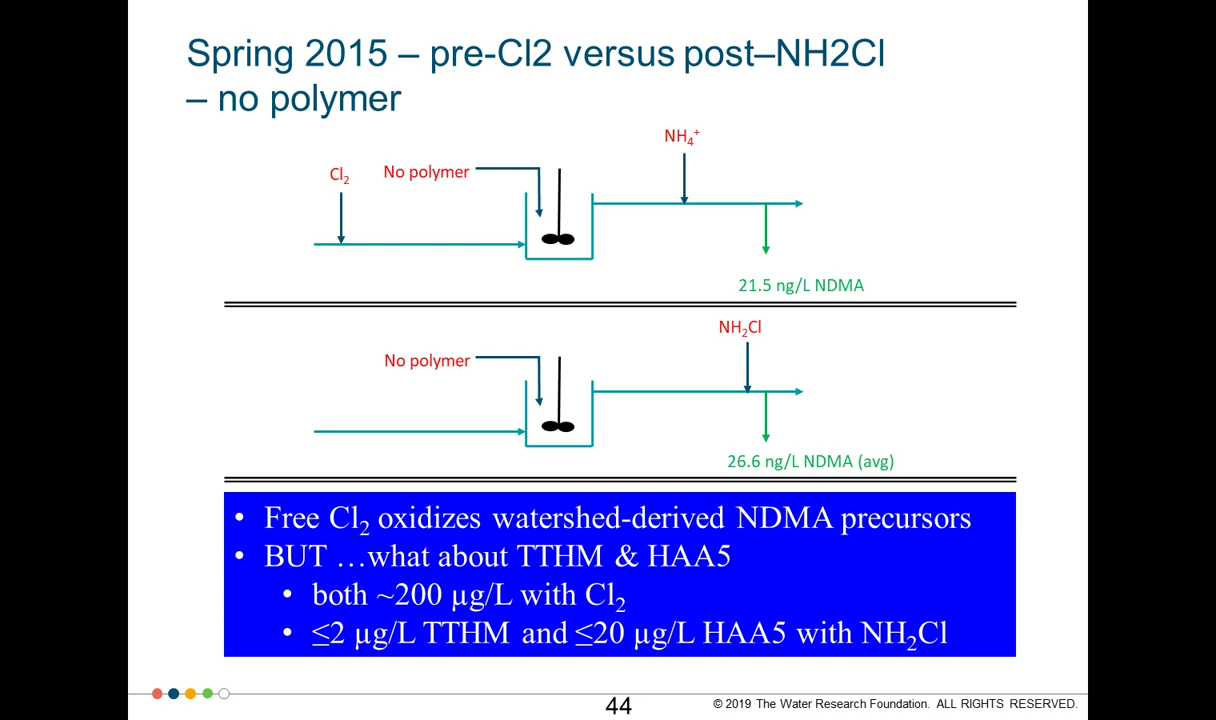 Spring 2015 – pre-Cl2 versus post–NH2Cl
– no polymer
NH₄⁺
Cl₂
No polymer
21.5 ng/L NDMA
NH₂Cl
No polymer
26.6 ng/L NDMA (avg)
• Free Cl₂ oxidizes watershed-derived NDMA precursors
• BUT …what about TTHM & HAA5
• both ~200 µg/L with Cl₂
• ≤2 µg/L TTHM and ≤20 µg/L HAA5 with NH₂Cl
44
© 2019 The Water Research Foundation. ALL RIGHTS RESERVED.